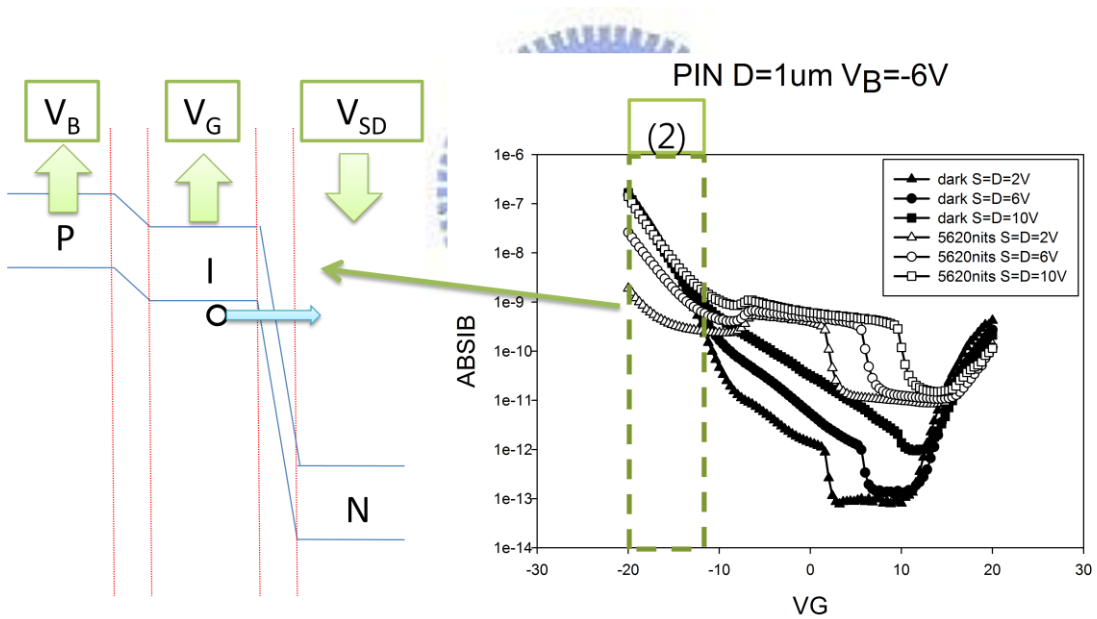 V_B
V_G
V_SD
P
I
N
PIN D=1um V_B=-6V
(2)
ABSIB
1e-6
1e-7
1e-8
1e-9
1e-10
1e-11
1e-12
1e-13
1e-14
dark S=D=2V
dark S=D=6V
dark S=D=10V
5620nits S=D=2V
5620nits S=D=6V
5620nits S=D=10V
-30 -20 -10 0 10 20 30
VG